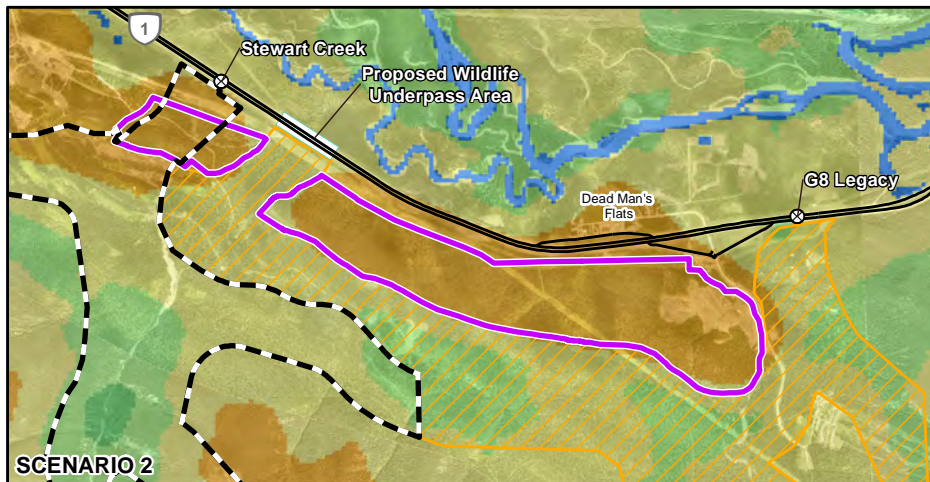 1
Stewart Creek
Proposed Wildlife
Underpass Area
G8 Legacy
Dead Man's
Flats
SCENARIO 2